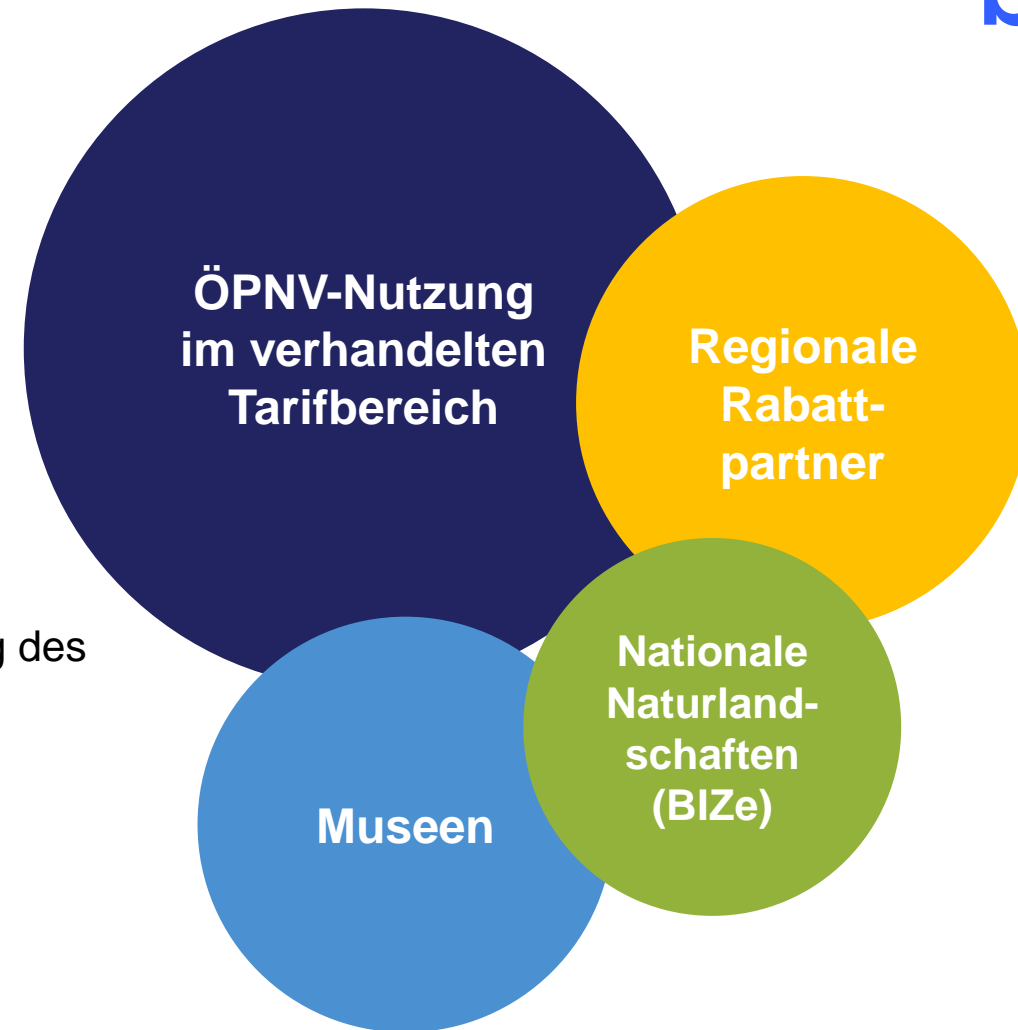 ÖPNV-Nutzung
im verhandelten
Tarifbereich
Regionale
Rabatt-
partner
des
Nationale
Naturland-
schaften
(BIZe)
Museen